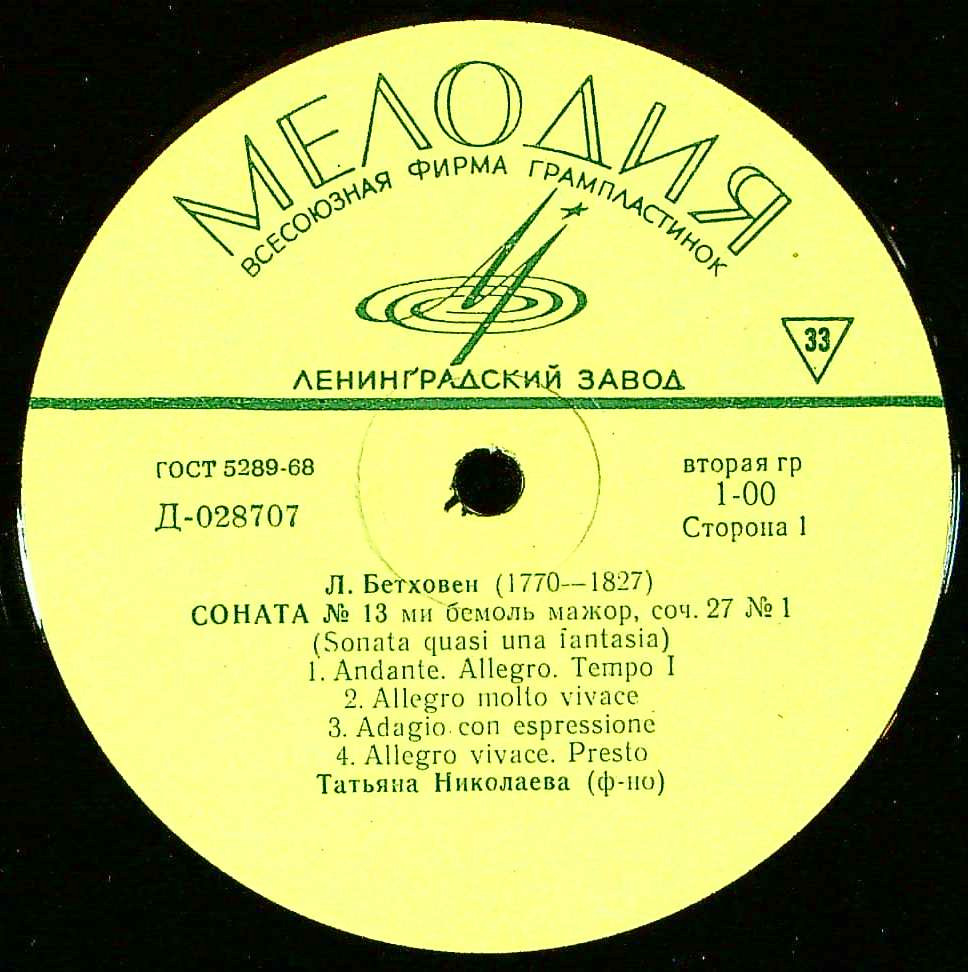 МЕЛОДИЯ
ВСЕСОЮЗНАЯ ФИРМА ГРАМПЛАСТИНОК
33
ЛЕНИНГРАДСКИЙ ЗАВОД
ГОСТ 5289-68
Д-028707
вторая гр
1-00
Сторона 1
Л. Бетховен (1770—1827)
СОНАТА № 13 ми бемоль мажор, соч. 27 № 1
(Sonata quasi una fantasia)
1. Andante. Allegro. Tempo I
2. Allegro molto vivace
3. Adagio con espressione
4. Allegro vivace. Presto
Татьяна Николаева (ф-но)